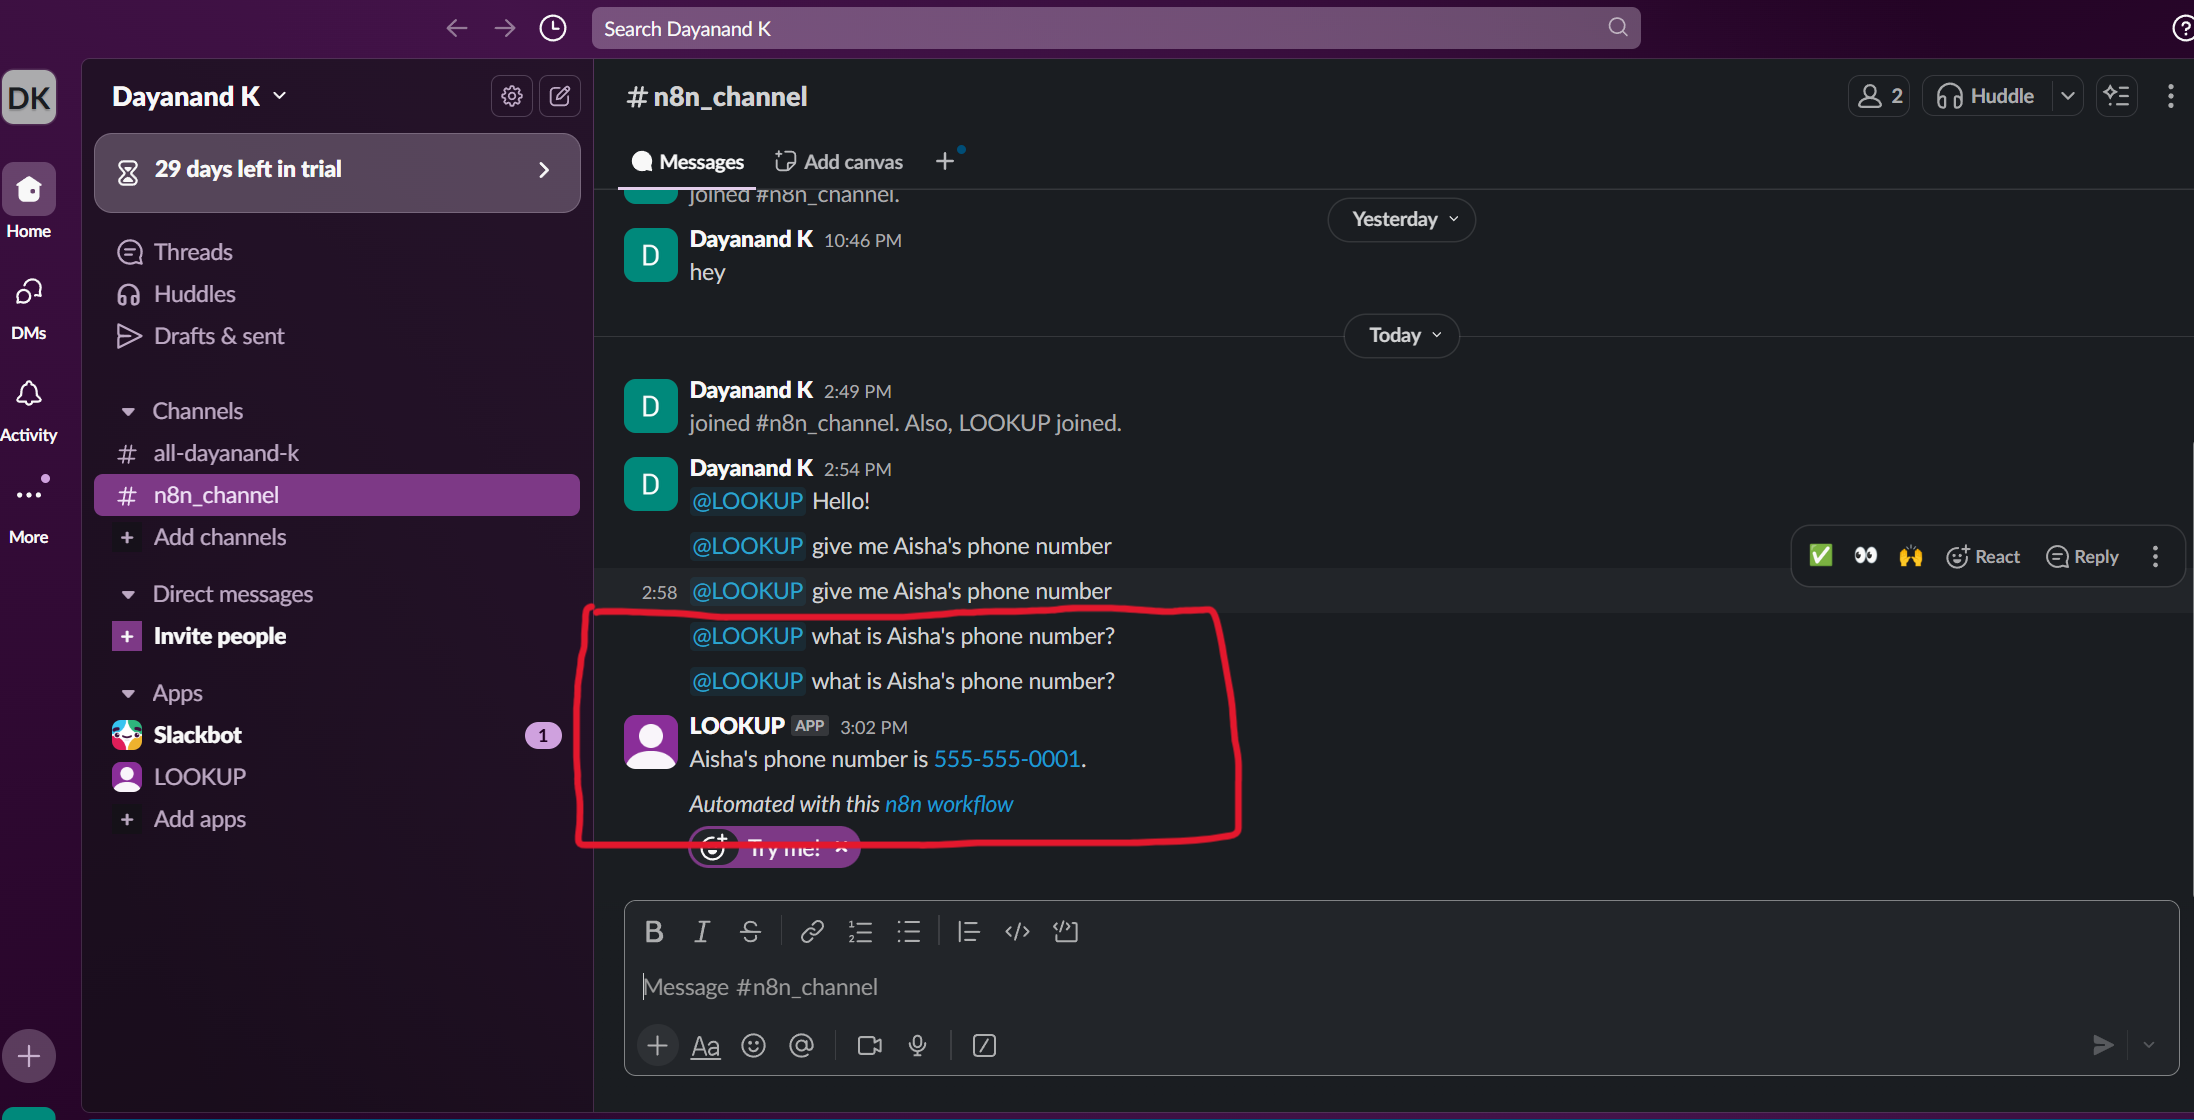 Search Dayanand K
DK
Home
DMs
Activity
More
Dayanand K
29 days left in trial
Threads
Huddles
Drafts & sent
Channels
# all-dayanand-k
# n8n_channel
+ Add channels
Direct messages
+ Invite people
Apps
Slackbot 1
LOOKUP
+ Add apps
# n8n_channel
2
Huddle
Messages
Add canvas
joined #n8n_channel.
Yesterday
D
Dayanand K 10:46 PM
hey
Today
D
Dayanand K 2:49 PM
joined #n8n_channel. Also, LOOKUP joined.
D
Dayanand K 2:54 PM
@LOOKUP Hello!
@LOOKUP give me Aisha's phone number
React
Reply
2:58 @LOOKUP give me Aisha's phone number
@LOOKUP what is Aisha's phone number?
@LOOKUP what is Aisha's phone number?
LOOKUP APP 3:02 PM
Aisha's phone number is 555-555-0001.
Automated with this n8n workflow
Try me!
B I S
Message #n8n_channel
Aa